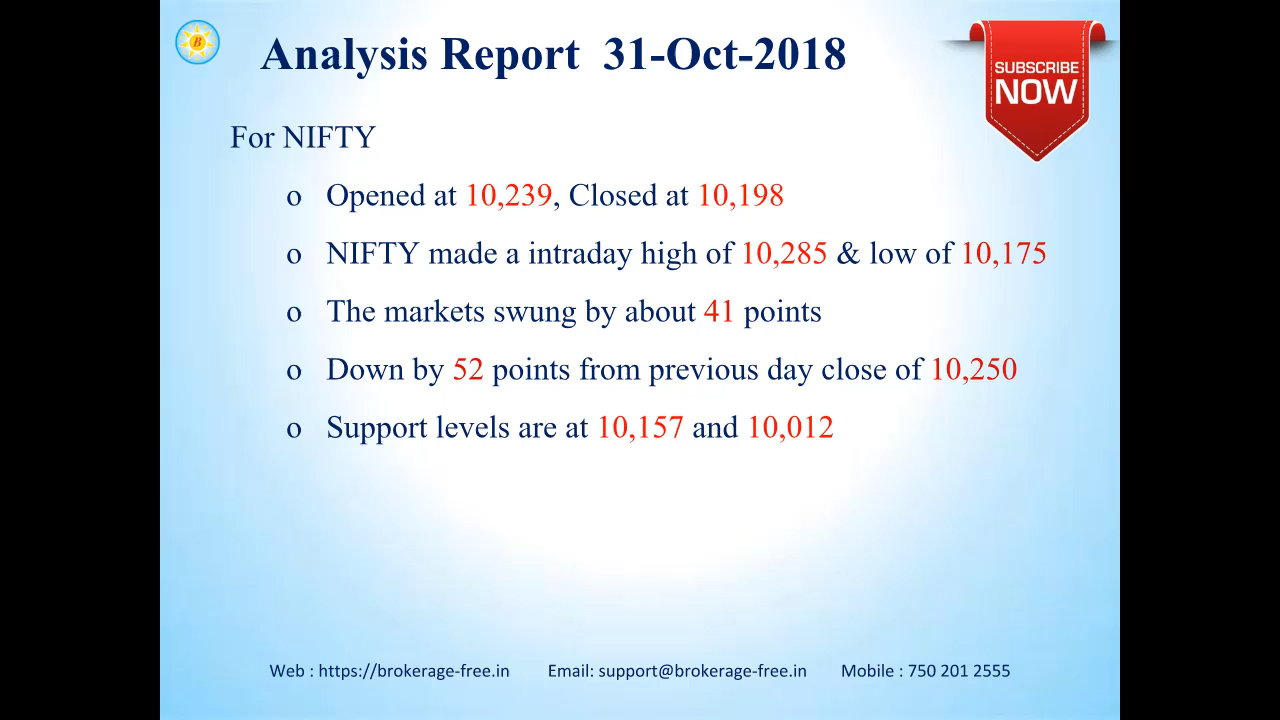 Analysis Report 31-Oct-2018
SUBSCRIBE
NOW
For NIFTY
o Opened at 10,239, Closed at 10,198
o NIFTY made a intraday high of 10,285 & low of 10,175
o The markets swung by about 41 points
o Down by 52 points from previous day close of 10,250
o Support levels are at 10,157 and 10,012
Web : https://brokerage-free.in Email: support@brokerage-free.in Mobile : 750 201 2555